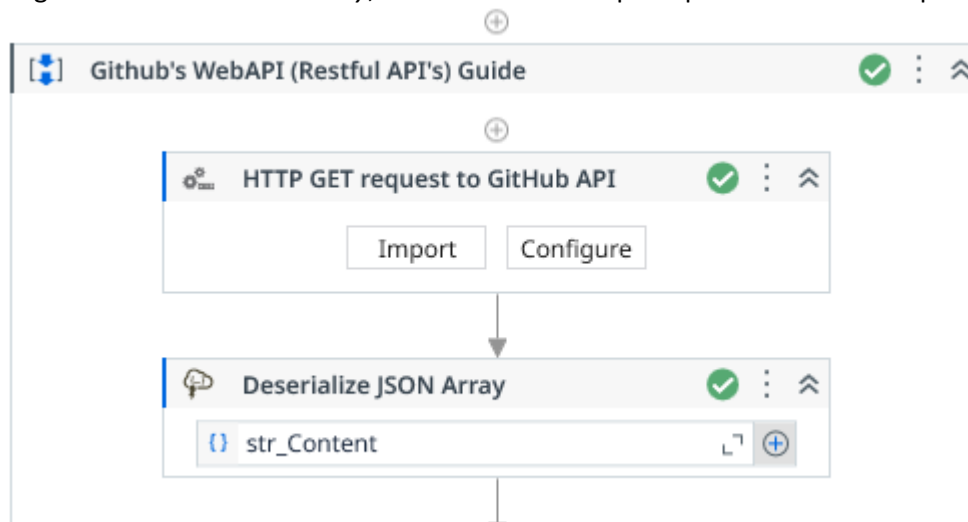 Github's WebAPI (Restful API's) Guide
HTTP GET request to GitHub API
Import Configure
Deserialize JSON Array
{} str_Content